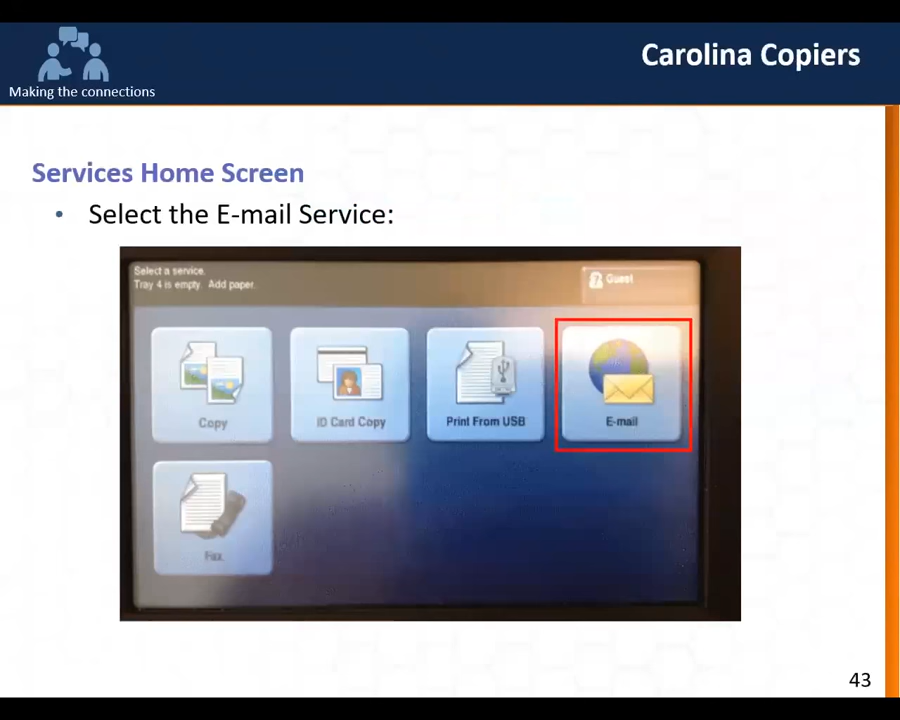 Carolina Copiers
Making the connections
Services Home Screen
• Select the E-mail Service:
Select a service.
Tray 4 is empty. Add paper.
Guest
Copy
ID Card Copy
Print From USB
E-mail
Fax
43